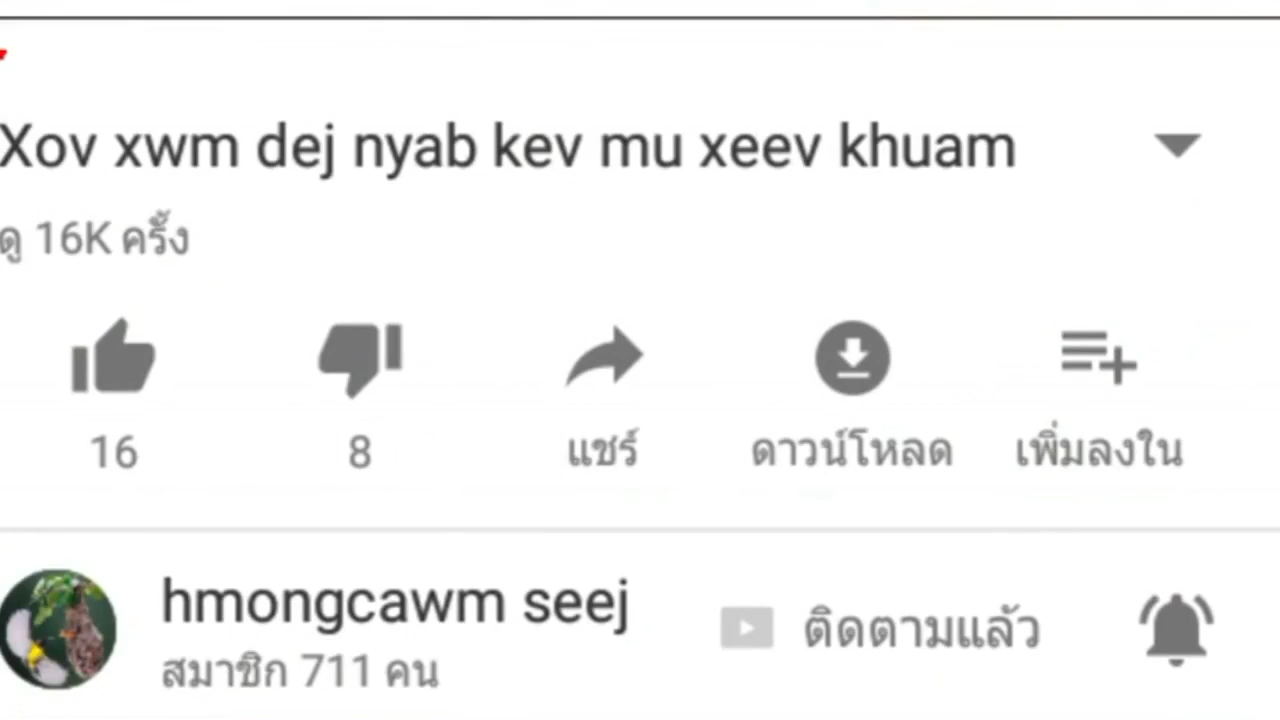 Xov xwm dej nyab kev mu xeev khuam
ดู 16K ครั้ง
16 8 แชร์ ดาวน์โหลด เพิ่มลงใน
hmongcawm seej ติดตามแล้ว
สมาชิก 711 คน